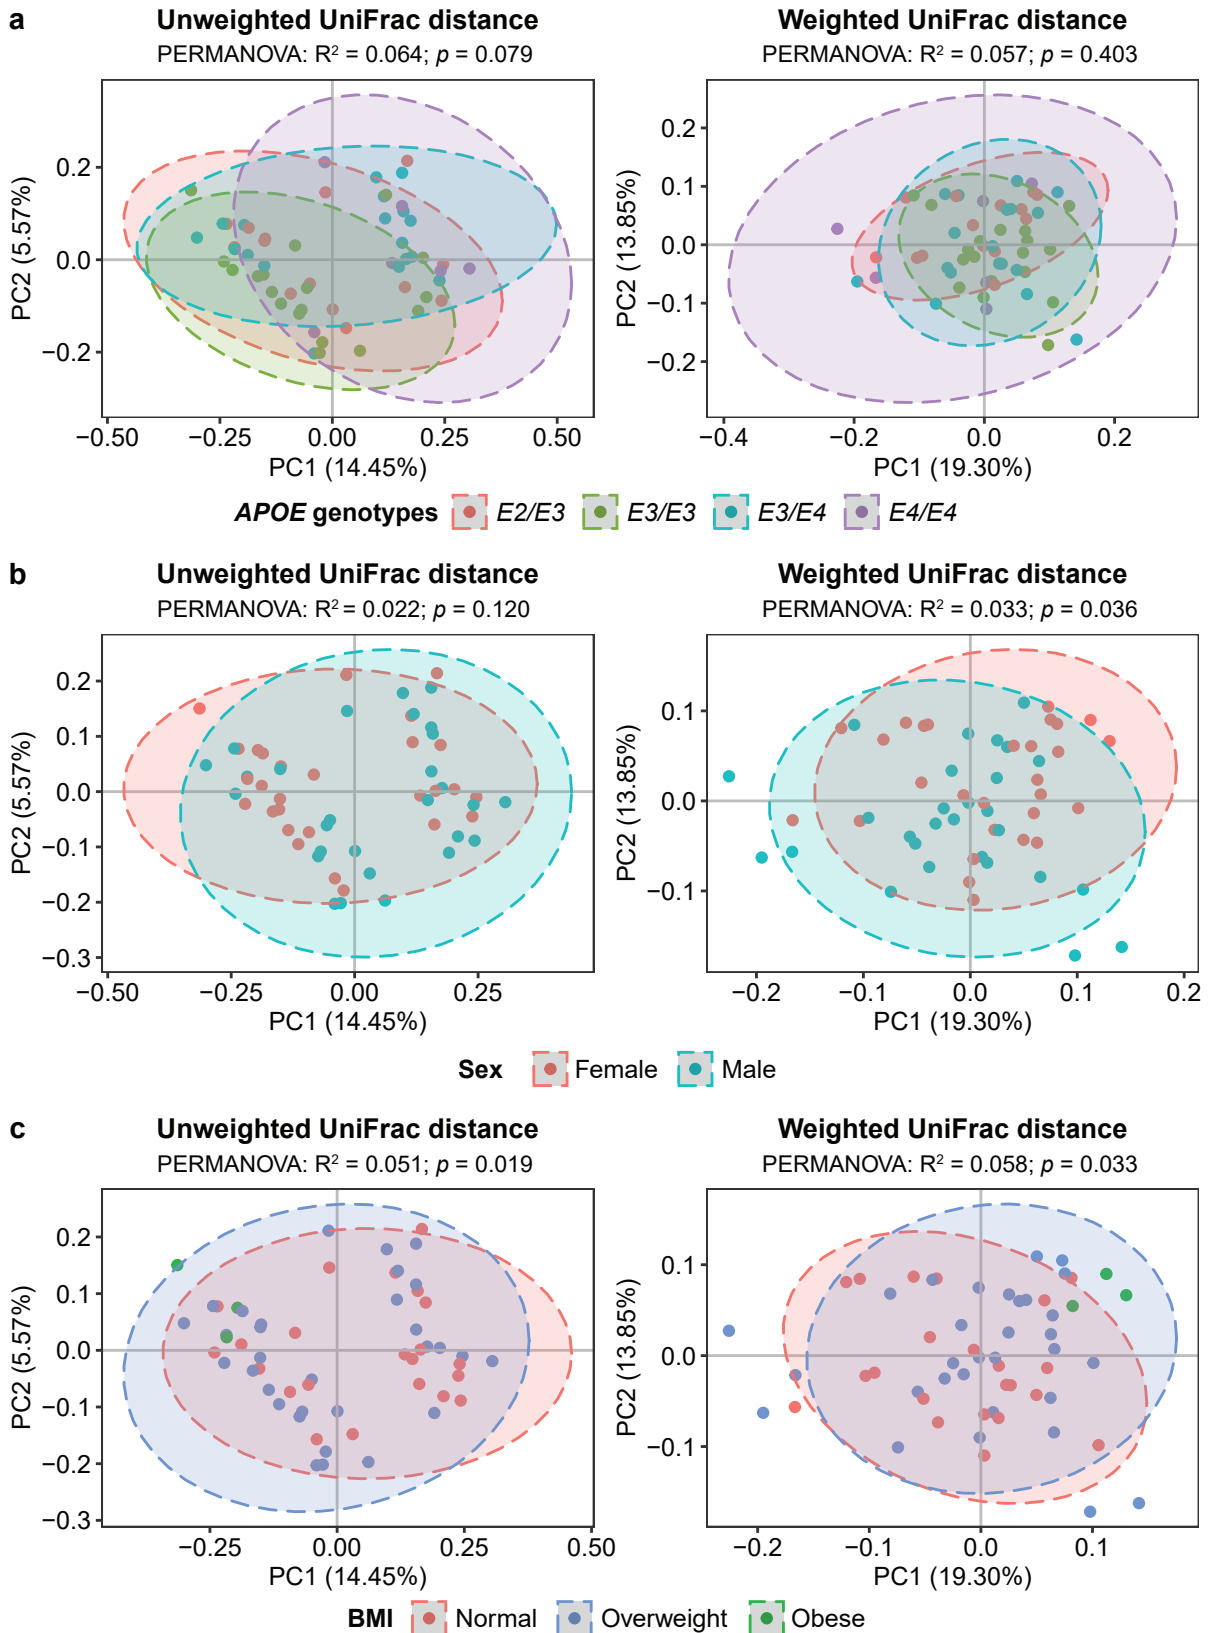 a
Unweighted UniFrac distance
PERMANOVA: R² = 0.064; p = 0.079
PC2 (5.57%)
0.2
0.0
−0.2
−0.50 −0.25 0.00 0.25 0.50
PC1 (14.45%)
Weighted UniFrac distance
PERMANOVA: R² = 0.057; p = 0.403
PC2 (13.85%)
0.2
0.1
0.0
−0.1
−0.2
−0.4 −0.2 0.0 0.2
PC1 (19.30%)
APOE genotypes E2/E3 E3/E3 E3/E4 E4/E4
b
Unweighted UniFrac distance
PERMANOVA: R² = 0.022; p = 0.120
PC2 (5.57%)
0.2
0.1
0.0
−0.1
−0.2
−0.3
−0.50 −0.25 0.00 0.25
PC1 (14.45%)
Weighted UniFrac distance
PERMANOVA: R² = 0.033; p = 0.036
PC2 (13.85%)
0.1
0.0
−0.1
−0.2 −0.1 0.0 0.1 0.2
PC1 (19.30%)
Sex Female Male
c
Unweighted UniFrac distance
PERMANOVA: R² = 0.051; p = 0.019
PC2 (5.57%)
0.2
0.1
0.0
−0.1
−0.2
−0.3
−0.25 0.00 0.25 0.50
PC1 (14.45%)
Weighted UniFrac distance
PERMANOVA: R² = 0.058; p = 0.033
PC2 (13.85%)
0.1
0.0
−0.1
−0.2 −0.1 0.0 0.1
PC1 (19.30%)
BMI Normal Overweight Obese